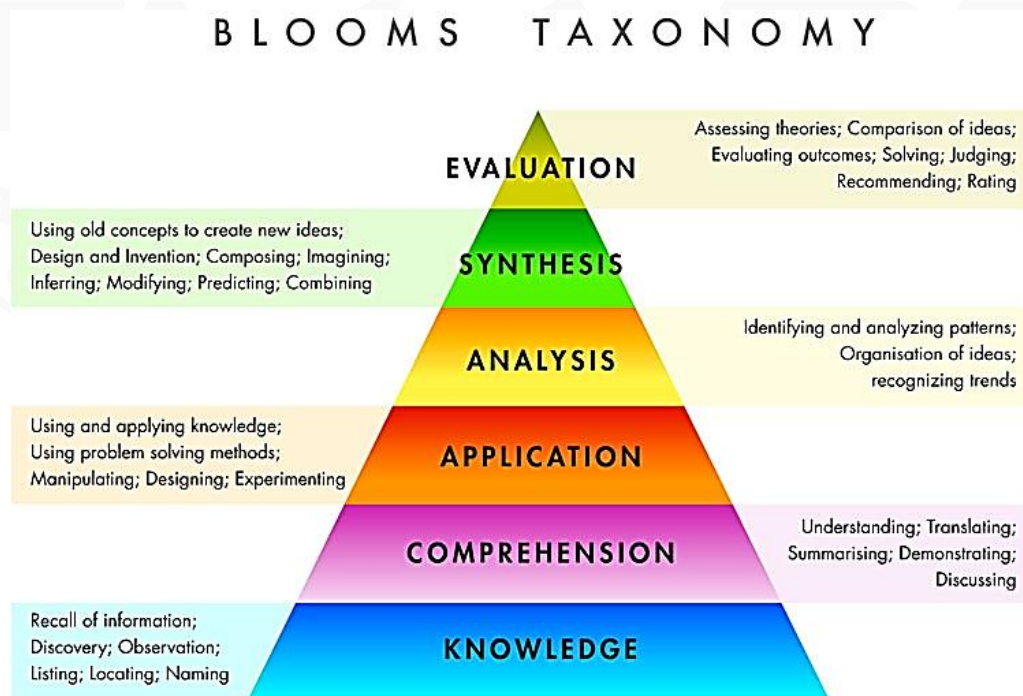 BLOOMS TAXONOMY
EVALUATION
Assessing theories; Comparison of ideas;
Evaluating outcomes; Solving; Judging;
Recommending; Rating
Using old concepts to create new ideas;
Design and Invention; Composing; Imagining;
Inferring; Modifying; Predicting; Combining
SYNTHESIS
ANALYSIS
Identifying and analyzing patterns;
Organisation of ideas;
recognizing trends
Using and applying knowledge;
Using problem solving methods;
Manipulating; Designing; Experimenting
APPLICATION
COMPREHENSION
Understanding; Translating;
Summarising; Demonstrating;
Discussing
Recall of information;
Discovery; Observation;
Listing; Locating; Naming
KNOWLEDGE